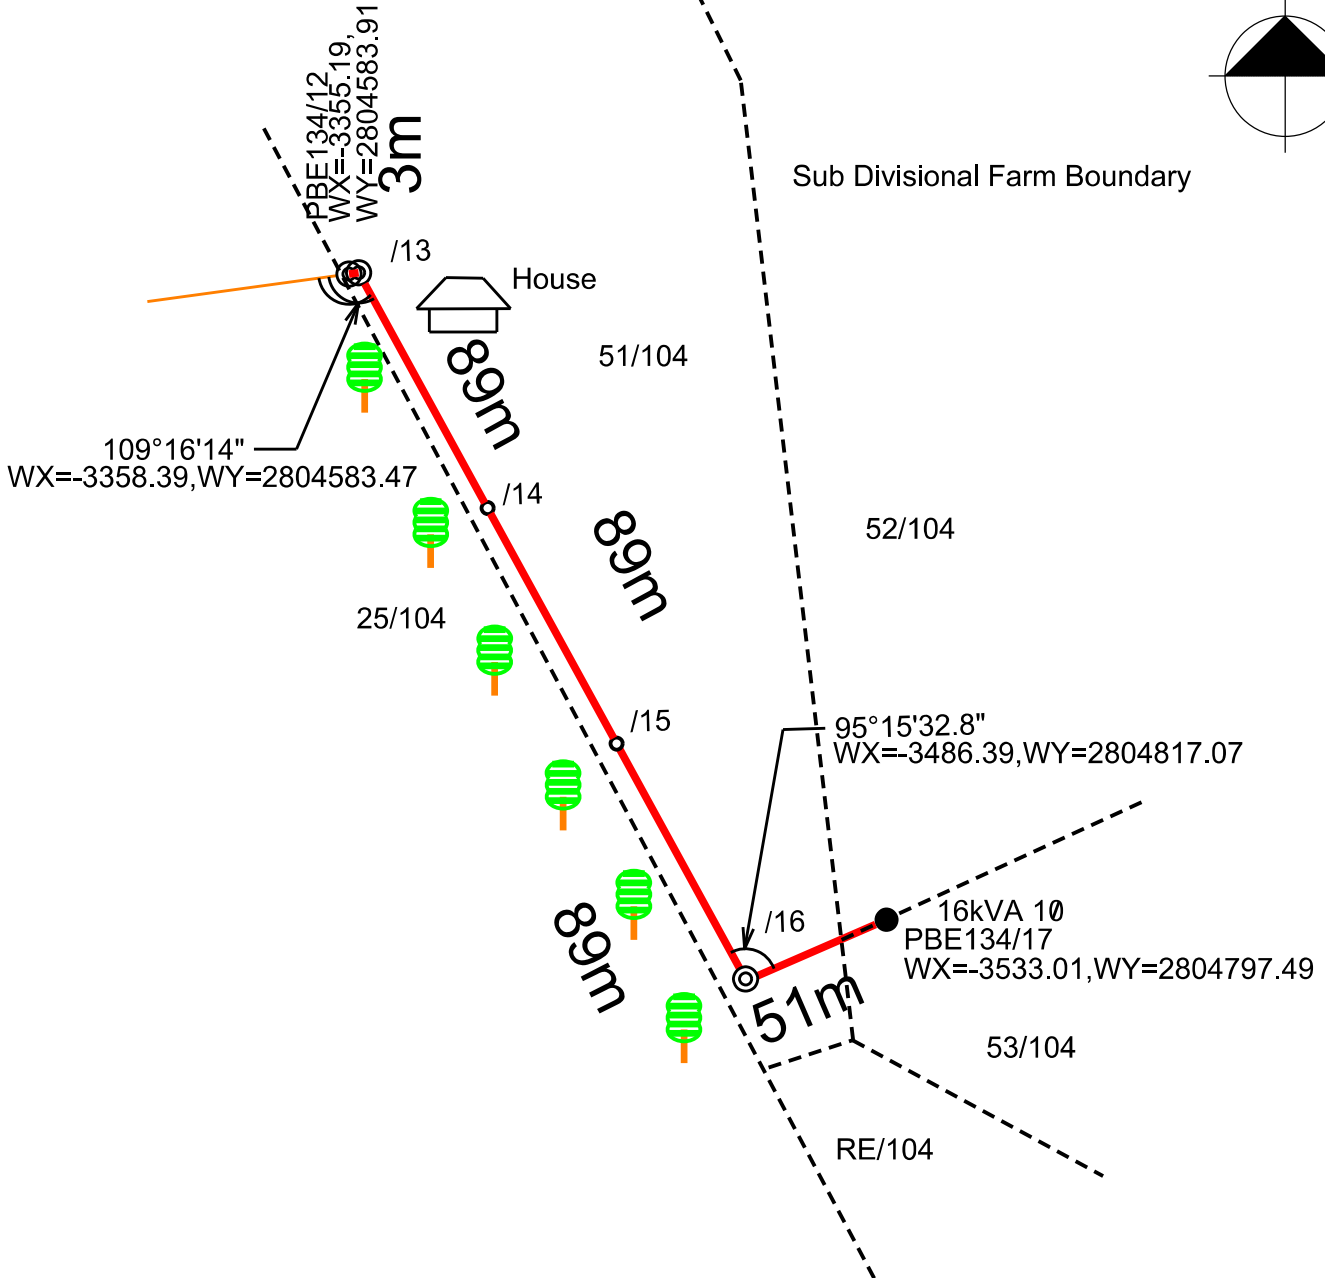 PBE134/12
WX=-3355.19,
WY=2804583.91
3m
Sub Divisional Farm Boundary
/13
House
51/104
89m
109°16'14"
WX=-3358.39,WY=2804583.47
/14
89m
52/104
25/104
/15
95°15'32.8"
WX=-3486.39,WY=2804817.07
/16
89m
16kVA 10
PBE134/17
WX=-3533.01,WY=2804797.49
51m
53/104
RE/104